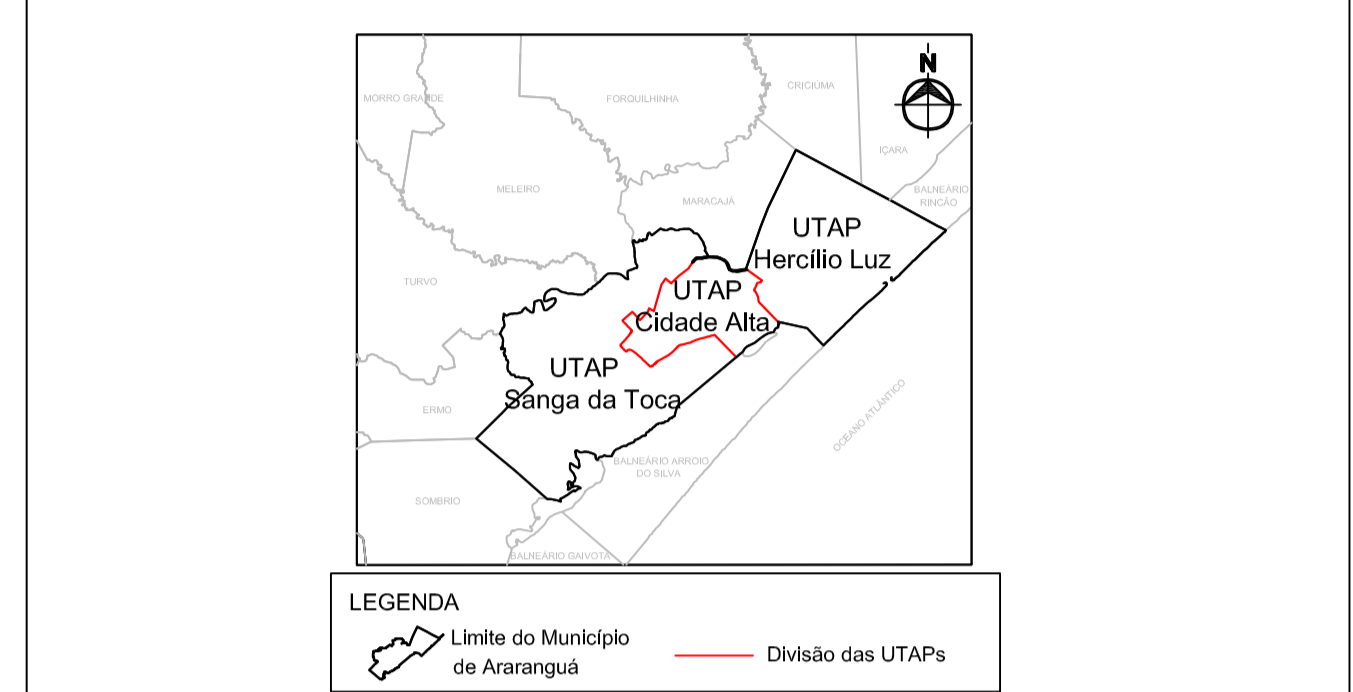 N
CRICIÚMA
MORRO GRANDE
FORQUILHINHA
IÇARA
MELEIRO
BALNEÁRIO
RINCÃO
MARACAJÁ
UTAP
Hercílio Luz
TURVO
UTAP
Cidade Alta
UTAP
Sanga da Toca
ERMO
OCEANO ATLÂNTICO
BALNEÁRIO ARROIO
DO SILVA
SOMBRIO
BALNEÁRIO GAIVOTA
LEGENDA
Limite do Município
de Araranguá
Divisão das UTAPs